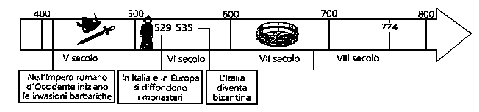 400 500 529 535 600 700 774 800
V secolo VI secolo VII secolo VIII secolo
Nell'Impero romano
d'Occidente iniziano
le invasioni barbariche
In Italia e in Europa
si diffondono
i monasteri
L'Italia
diventa
bizantina